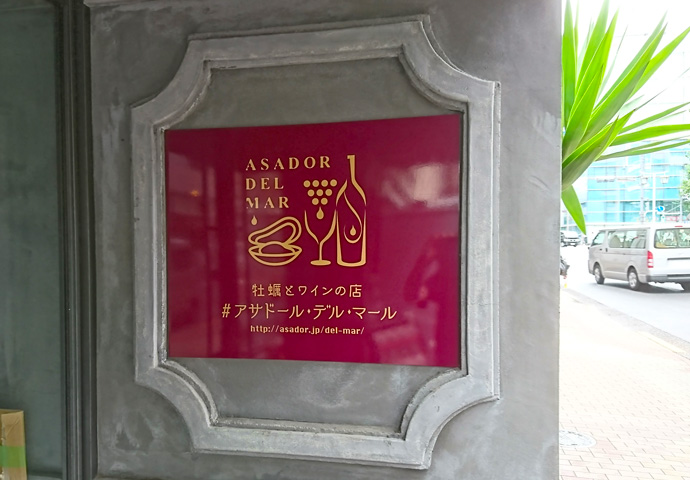 ASADOR
DEL
MAR
牡蠣とワインの店
#アサドール・デル・マール
http://asador.jp/del-mar/